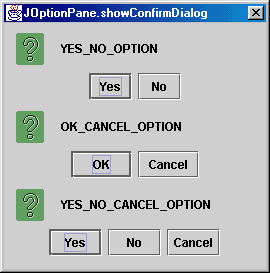 JOptionPane.showConfirmDialog
YES_NO_OPTION
Yes No
OK_CANCEL_OPTION
OK Cancel
YES_NO_CANCEL_OPTION
Yes No Cancel